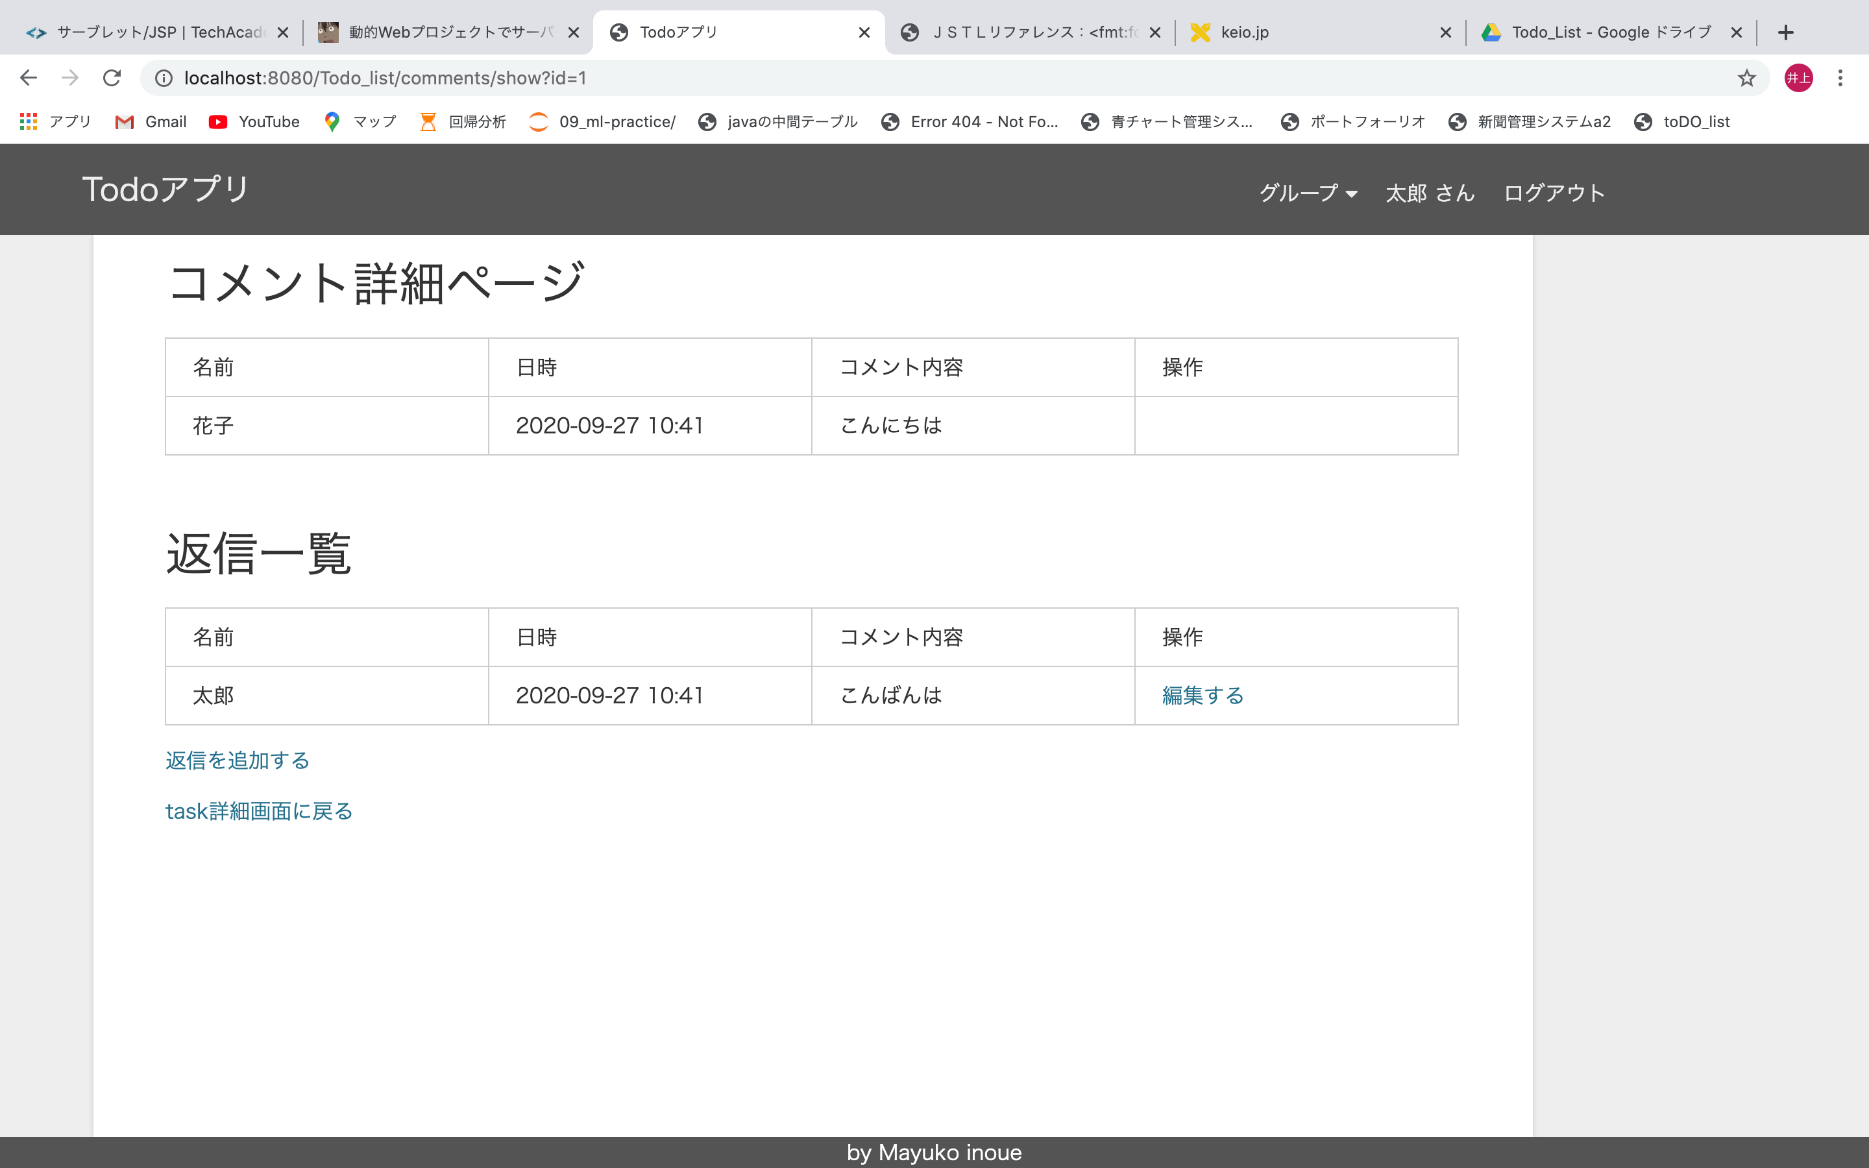 サーブレット/JSP | TechAcad
動的Webプロジェクトでサーバ
Todoアプリ
ＪＳＴＬリファレンス：<fmt:fo
keio.jp
Todo_List - Google ドライブ
localhost:8080/Todo_list/comments/show?id=1
井上
アプリ
Gmail
YouTube
マップ
回帰分析
09_ml-practice/
javaの中間テーブル
Error 404 - Not Fo...
青チャート管理シス...
ポートフォーリオ
新聞管理システムa2
toDO_list
Todoアプリ
グループ
太郎 さん
ログアウト
コメント詳細ページ
名前 日時 コメント内容 操作
花子 2020-09-27 10:41 こんにちは
返信一覧
名前 日時 コメント内容 操作
太郎 2020-09-27 10:41 こんばんは 編集する
返信を追加する
task詳細画面に戻る
by Mayuko inoue